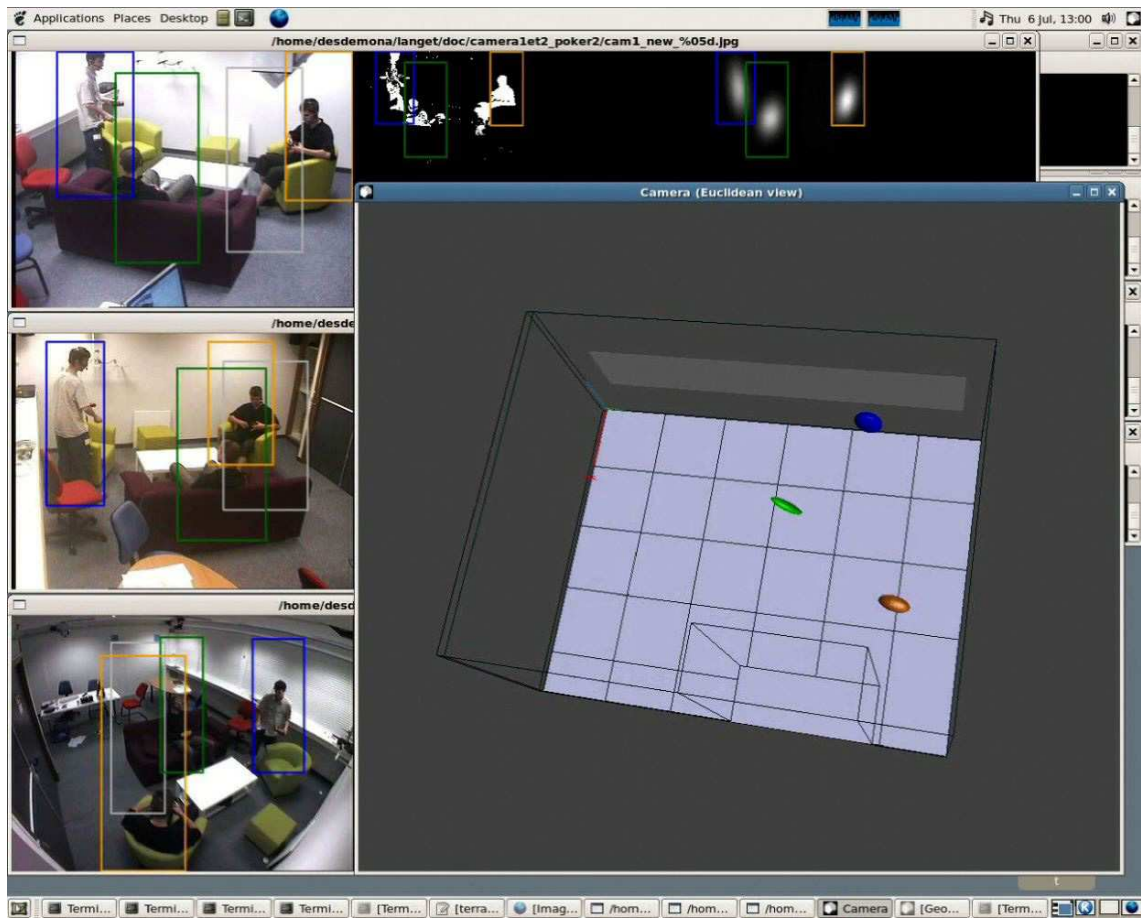 Applications Places Desktop
Thu 6 Jul, 13:00
/home/desdemona/langet/doc/camera1et2_poker2/cam1_new_%05d.jpg
Camera (Euclidean view)
/home/desde
/home/desd
t
Termi... Termi... Termi... Termi... [Term... [terra... [Imag... /hom... /hom... /hom... Camera [Geo... [Term...